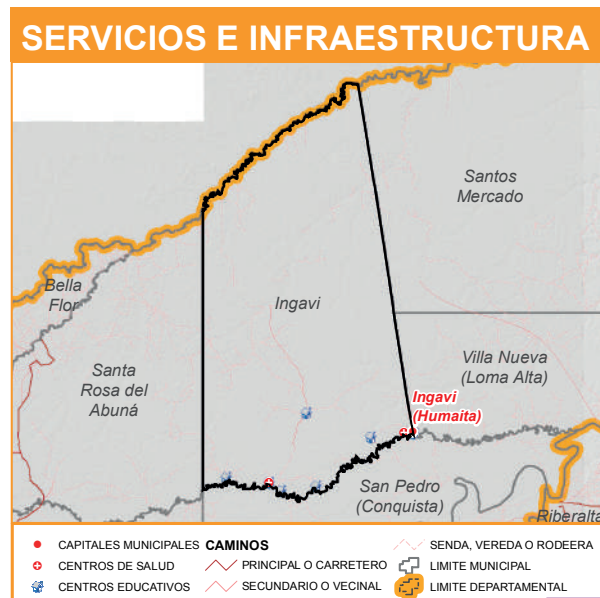 SERVICIOS E INFRAESTRUCTURA
Santos
Mercado
Bella
Flor
Ingavi
Santa
Rosa del
Abuná
Villa Nueva
(Loma Alta)
Ingavi
(Humaita)
San Pedro
(Conquista)
Riberalta
CAPITALES MUNICIPALES
CENTROS DE SALUD
CENTROS EDUCATIVOS
CAMINOS
PRINCIPAL O CARRETERO
SECUNDARIO O VECINAL
SENDA, VEREDA O RODEERA
LIMITE MUNICIPAL
LIMITE DEPARTAMENTAL